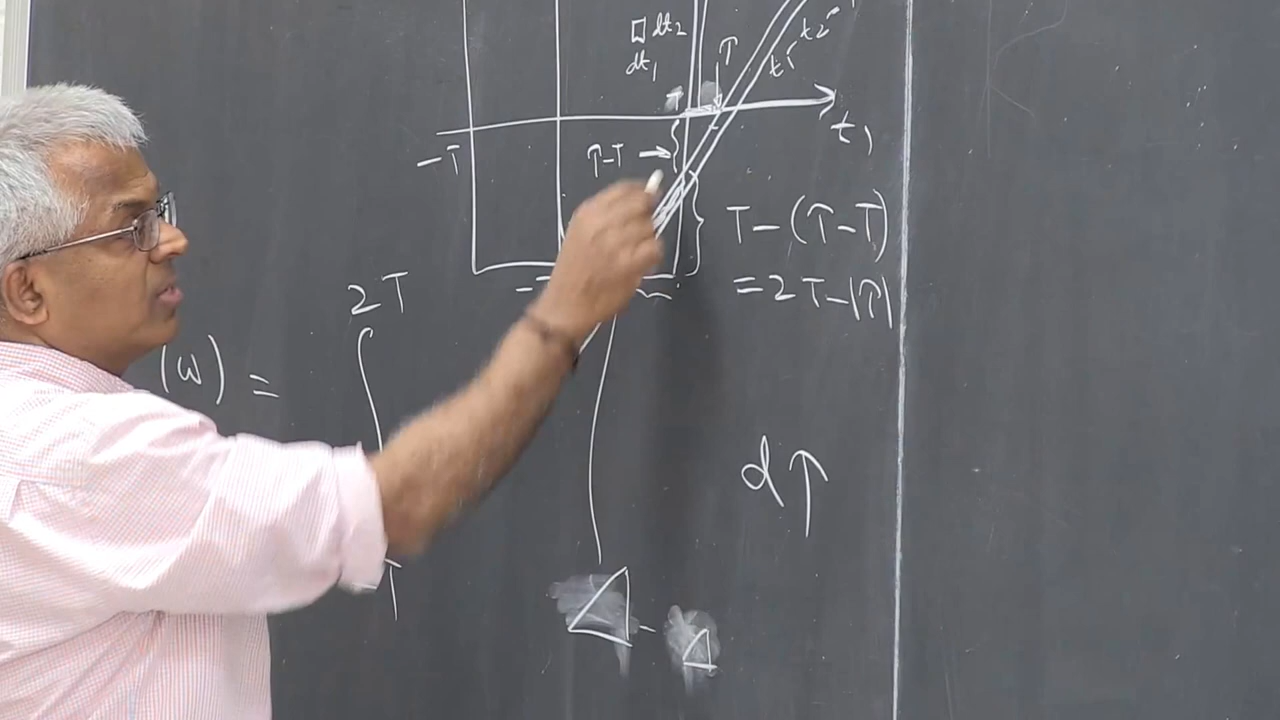 dt₂
dt₁
τ
t₂
t₁
T
t₁
-T
τ-T →
T-(τ-T)
= 2T-|τ|
2T
(ω) =
dτ